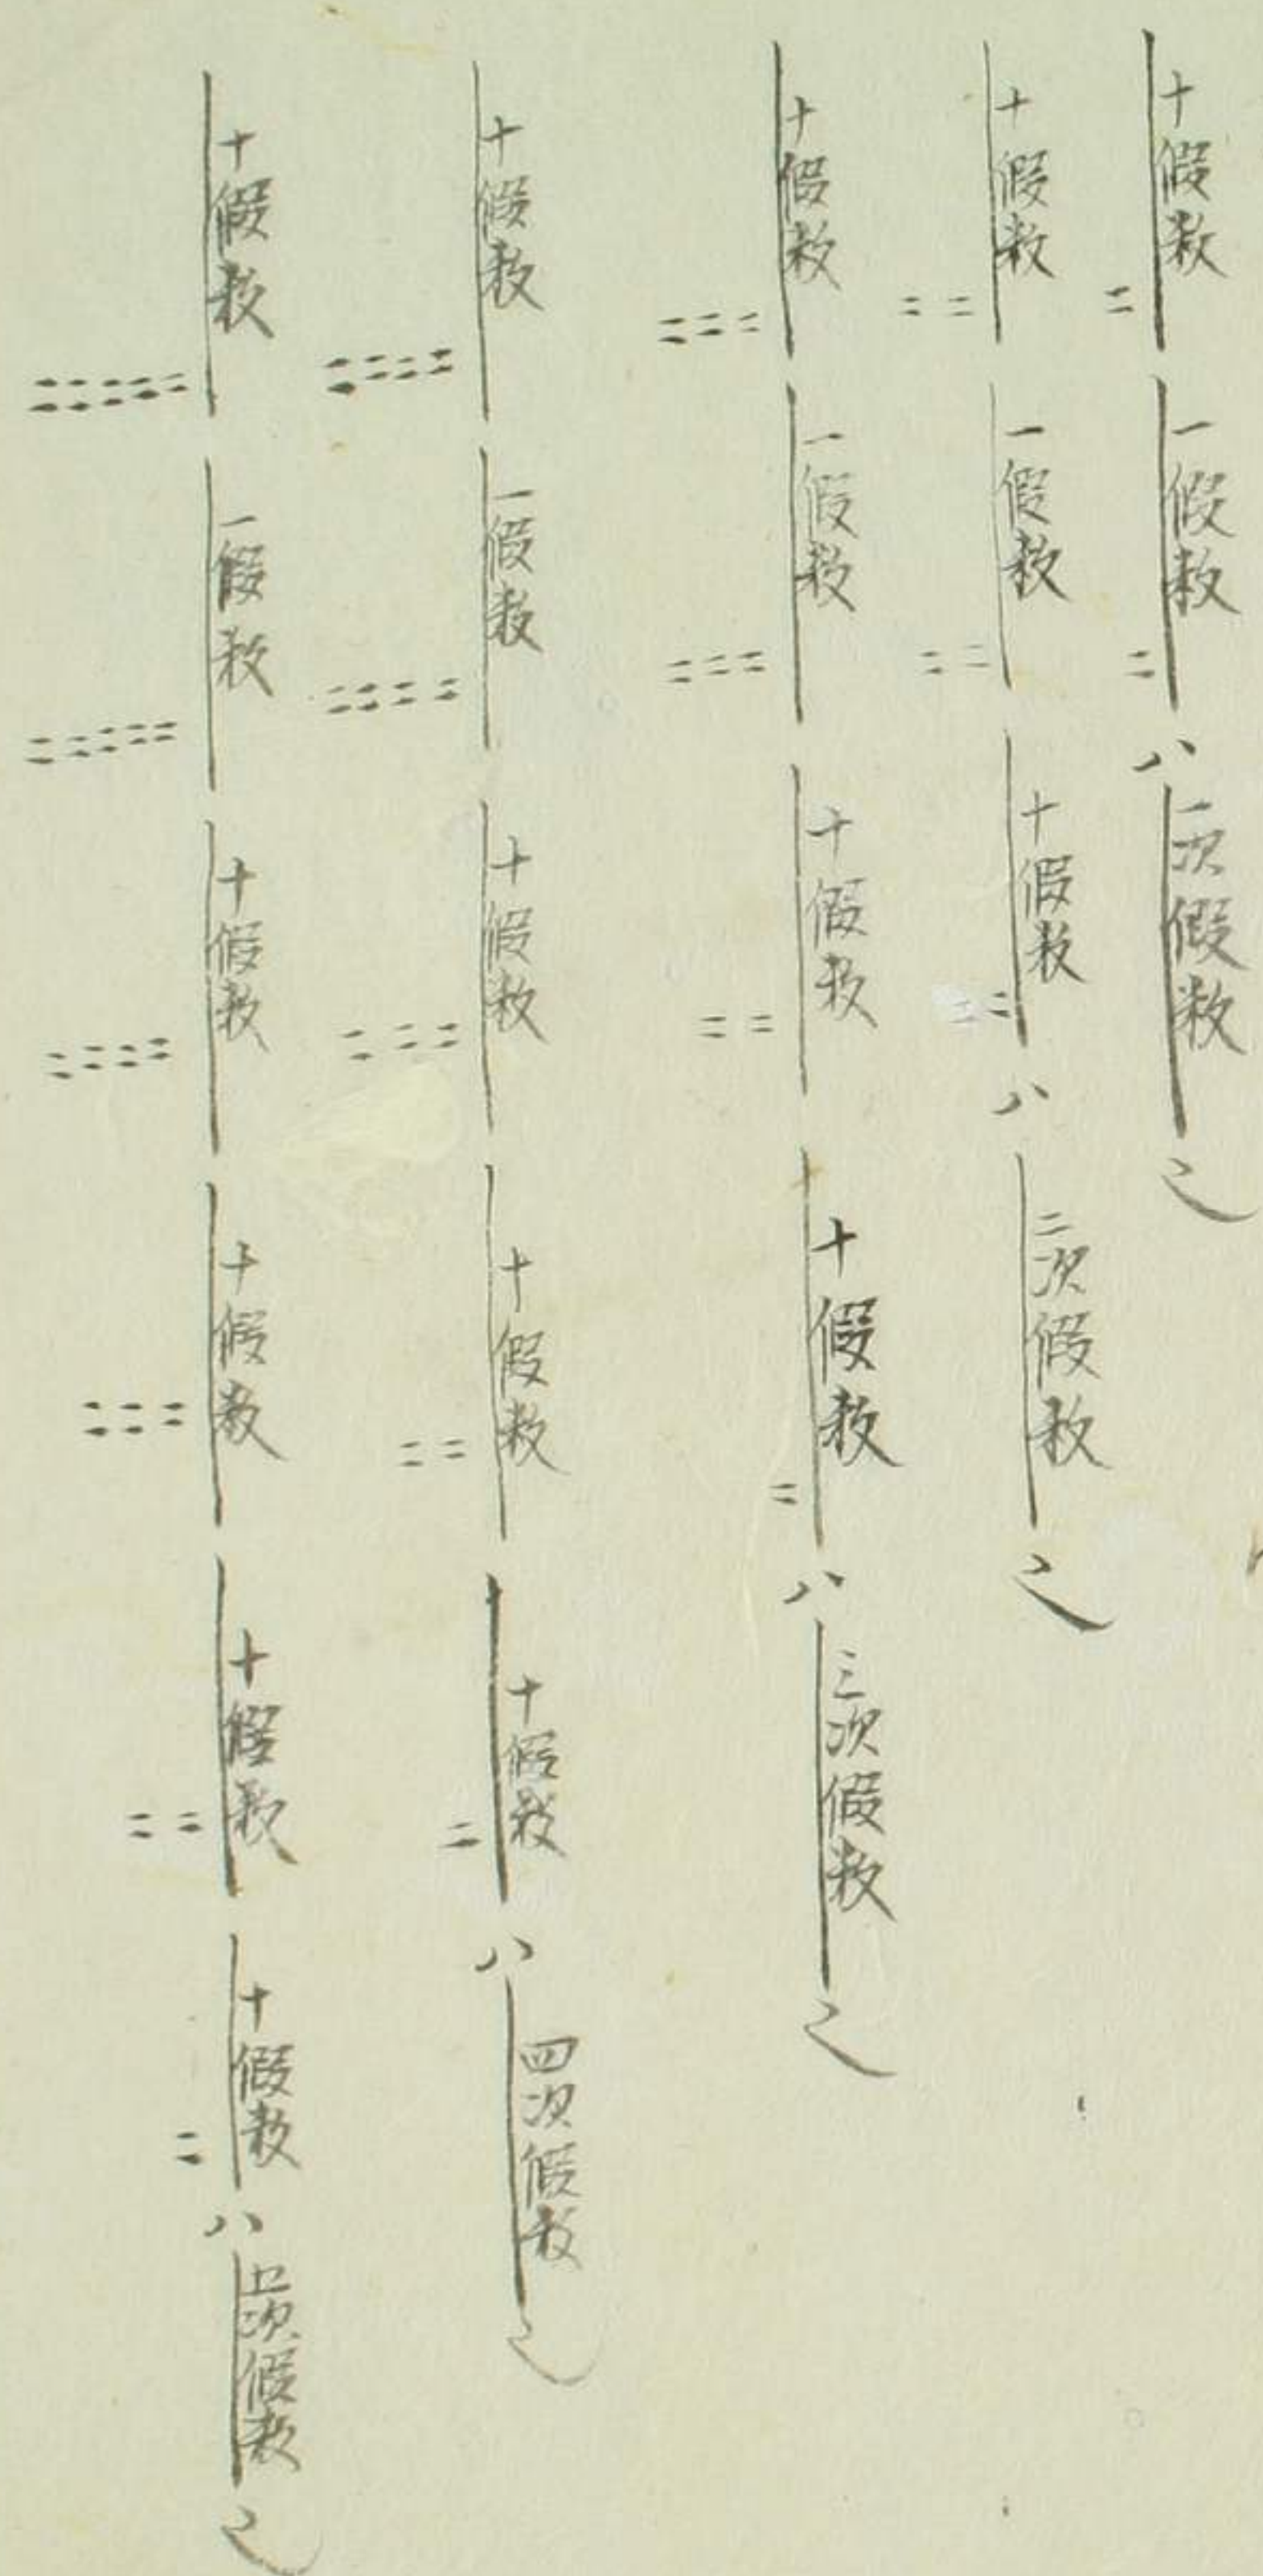 十假数 一假数 ハ 一次假数 之
十假数 一假数 十假数 ハ 二次假数 之
十假数 一假数 十假数 十假数 ハ 三次假数 之
十假数 一假数 十假数 十假数 十假数 ハ 四次假数 之
十假数 一假数 十假数 十假数 十假数 十假数 ハ 五次假数 之